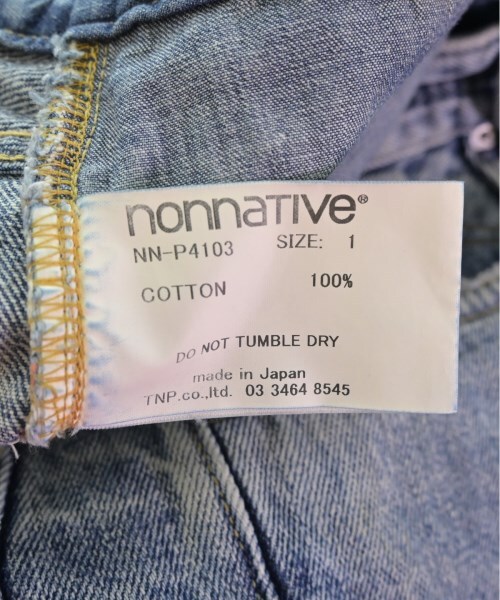 nonnaTIVe®
NN-P4103 SIZE: 1
COTTON 100%
DO NOT TUMBLE DRY
made in Japan
TNP.co.,ltd. 03 3464 8545